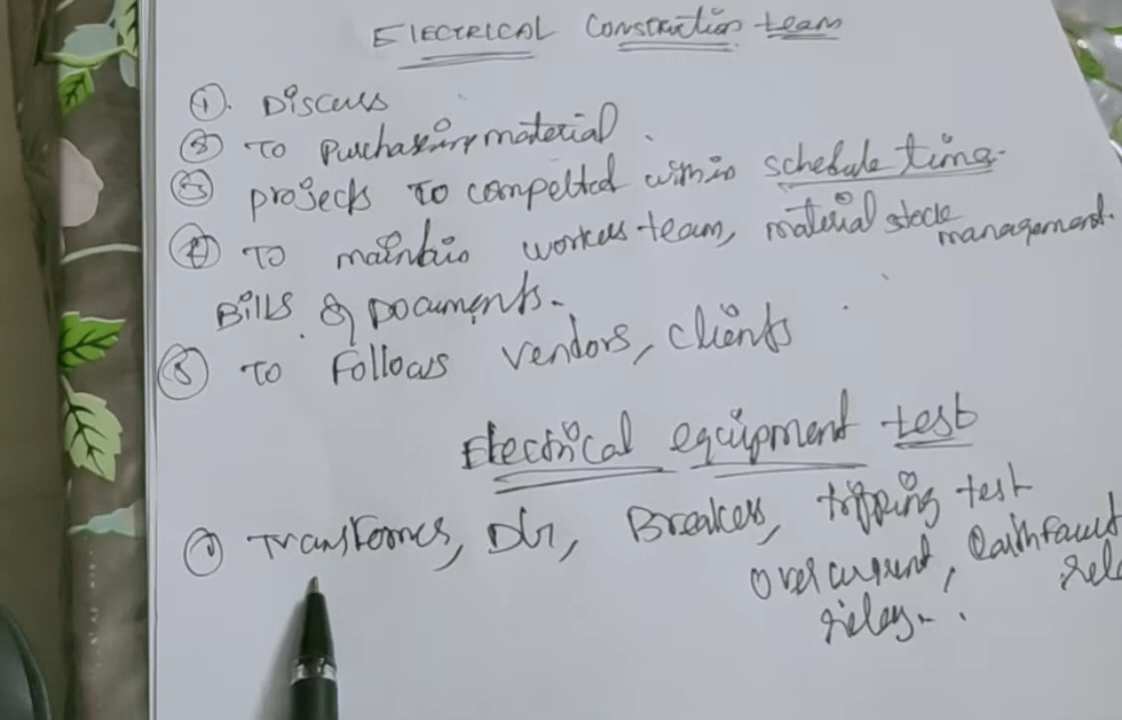 ELECTRICAL Construction team
① Discuss
② To Purchasing material.
③ projects To compelted within schedule time.
④ To maintain workers team, material stock management.
Bills & Documents.
⑤ To Follows vendors, clients
Electrical equipment test
① Transformes, DG, Breakers, tripping test
over current, Earthfault
relay.